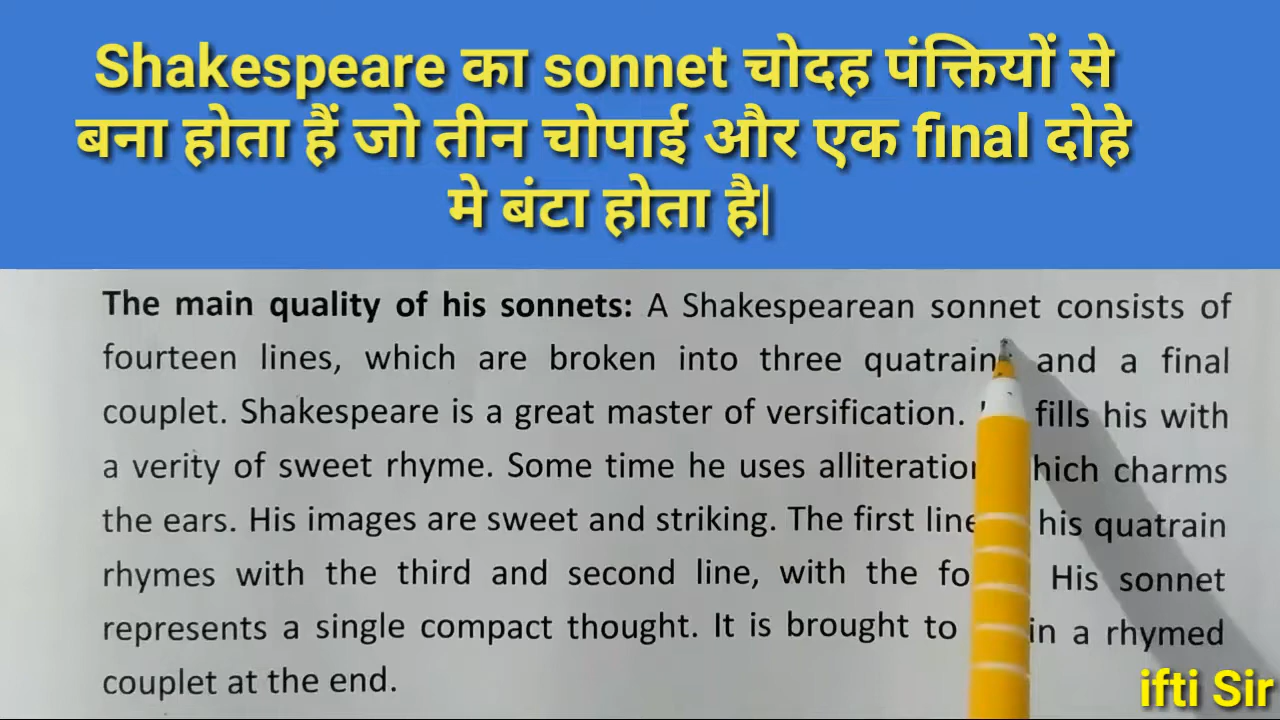 Shakespeare का sonnet चोदह पंक्तियों से
बना होता हैं जो तीन चोपाई और एक final दोहे
मे बंटा होता है|
The main quality of his sonnets: A Shakespearean sonnet consists of
fourteen lines, which are broken into three quatrain and a final
couplet. Shakespeare is a great master of versification. fills his with
a verity of sweet rhyme. Some time he uses alliteration charms
the ears. His images are sweet and striking. The first line his quatrain
rhymes with the third and second line, with the His sonnet
represents a single compact thought. It is brought to in a rhymed
couplet at the end.
ifti Sir